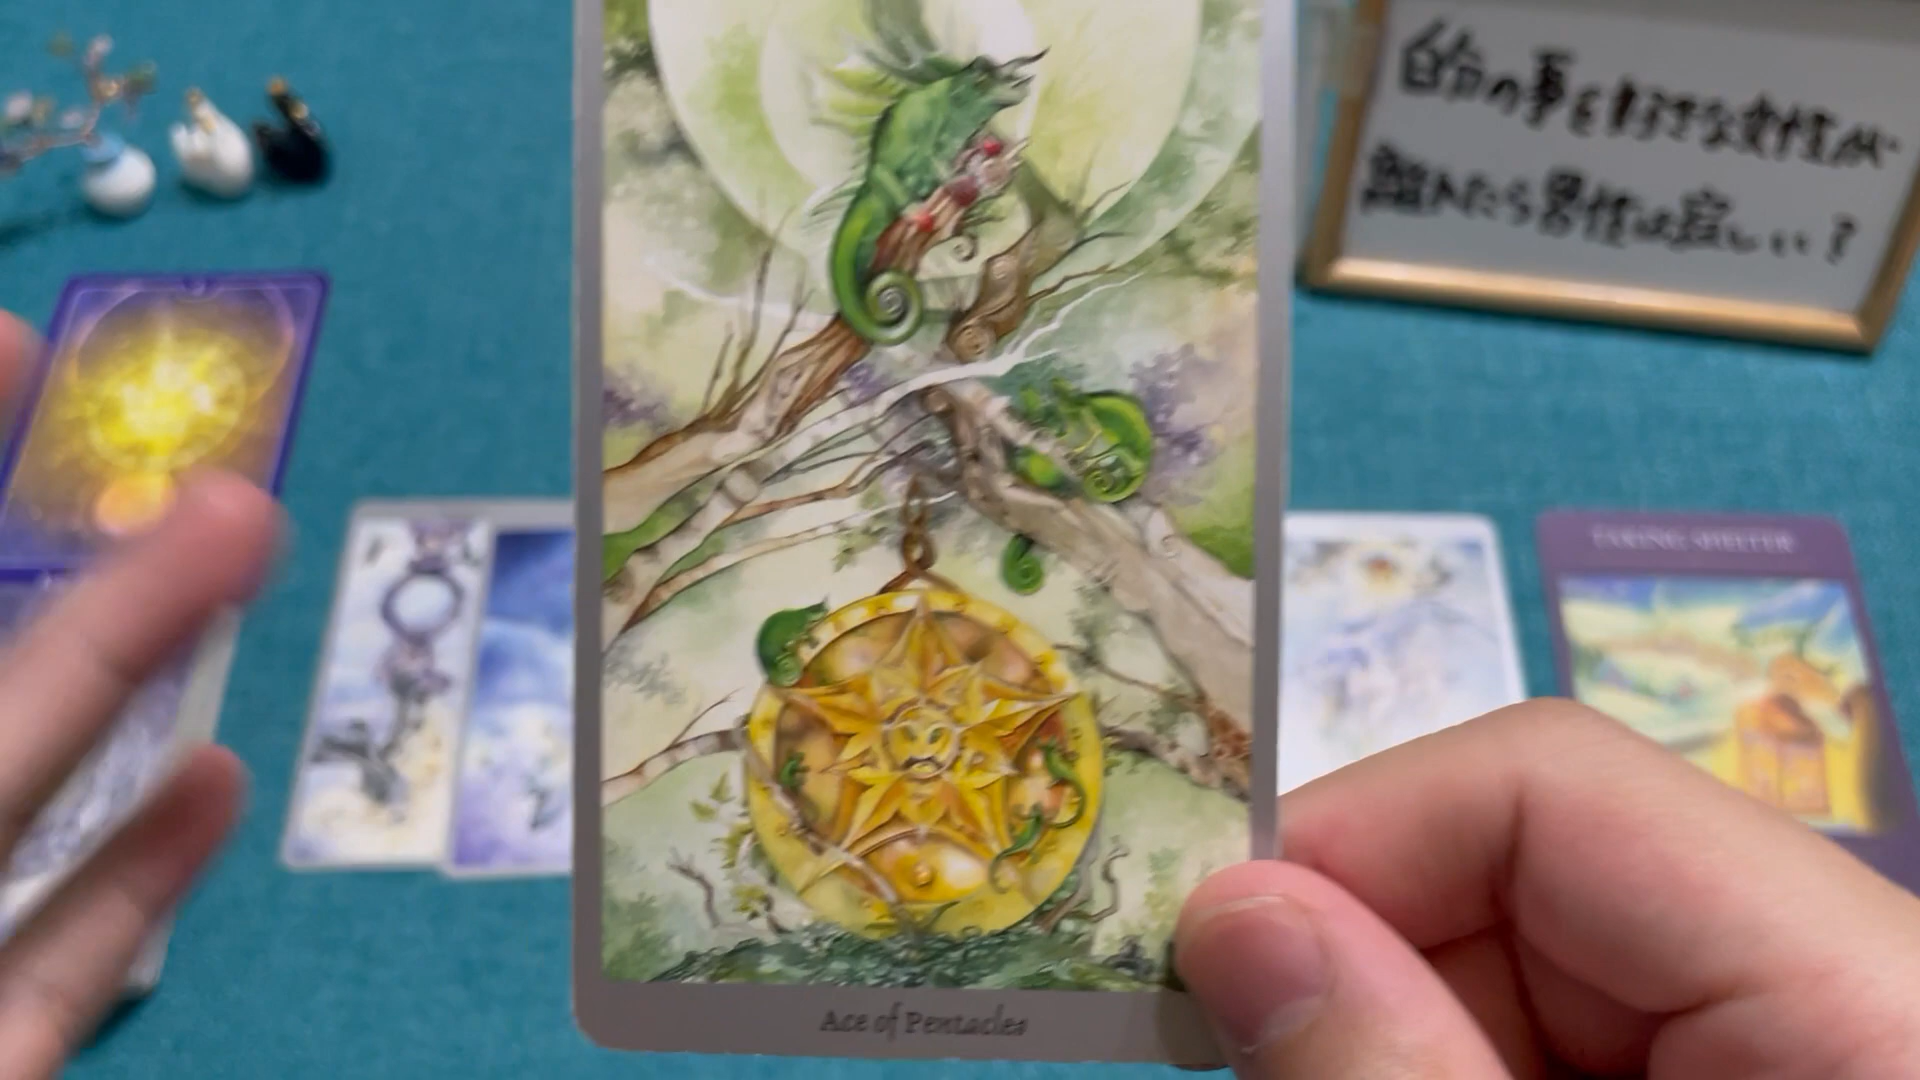 自分の事を好きな女性が
離れたら男性は寂しい?
TAKING SHELTER
Ace of Pentacles